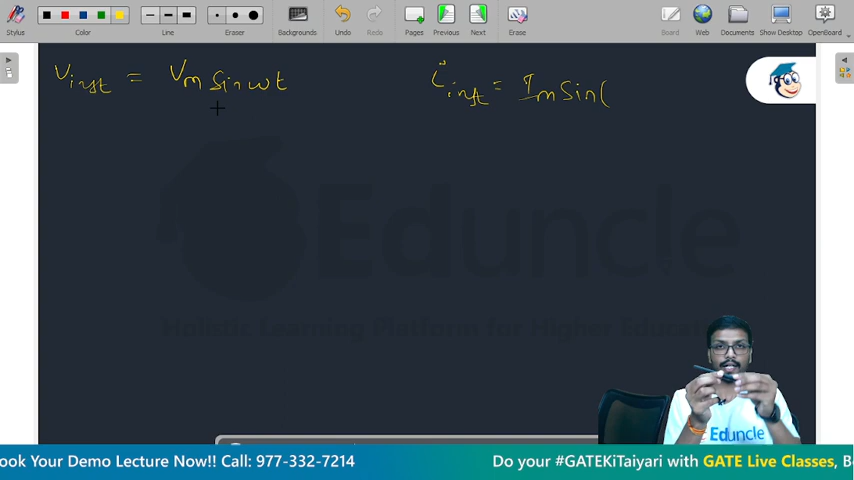 Stylus
Color
Line
Eraser
Backgrounds
Undo
Redo
Pages
Previous
Next
Erase
Board
Web
Show Desktop
OpenBoard
Vinst = Vm Sin ωt
iinst = Im Sin(
Eduncle
Holistic Learning Platform for Higher Educat
Eduncle
ook Your Demo Lecture Now!! Call: 977-332-7214
Do your #GATEKiTaiyari with GATE Live Classes, B